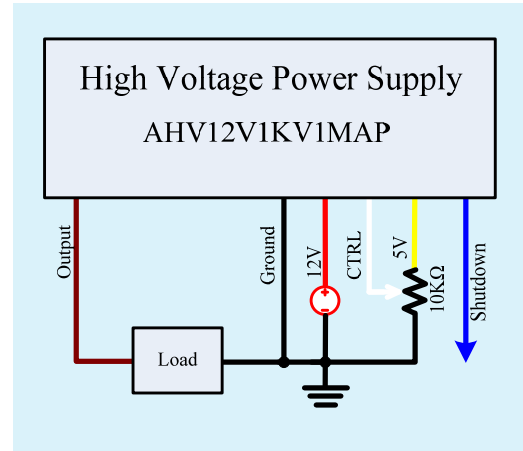 High Voltage Power Supply
AHV12V1KV1MAP
Output
Ground
12V
CTRL
5V
10KΩ
Shutdown
Load